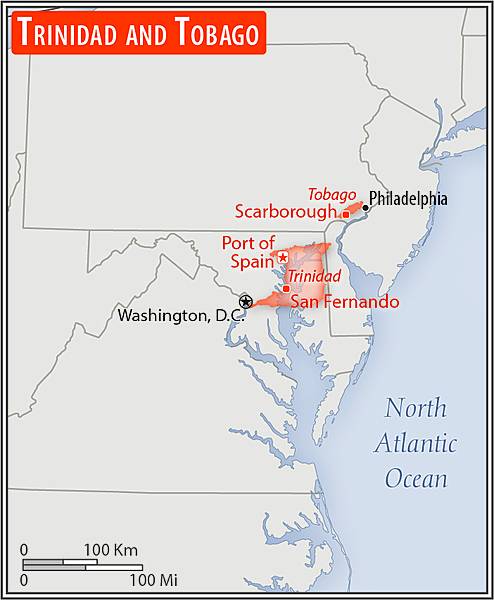 TRINIDAD AND TOBAGO
Tobago
Philadelphia
Scarborough
Port of
Spain
Trinidad
San Fernando
Washington, D.C.
North
Atlantic
Ocean
0 100 Km
0 100 Mi